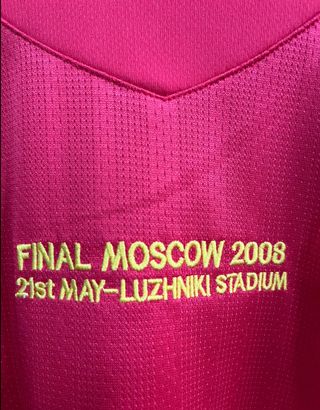 FINAL MOSCOW 2008
21st MAY-LUZHNIKI STADIUM